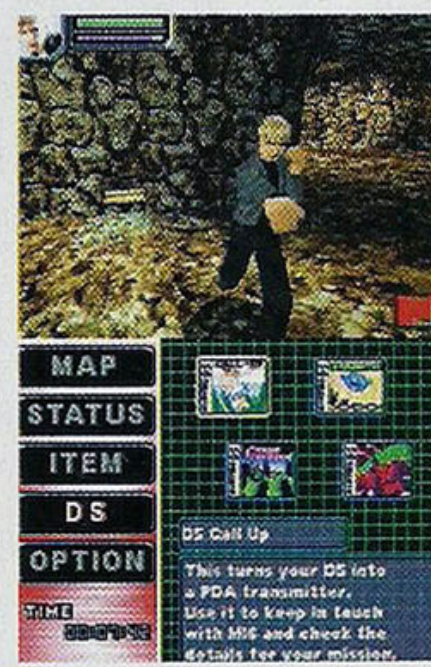 MAP
STATUS
ITEM
DS
OPTION
TIME
DS Call Up
This turns your DS into
a PDA transmitter.
Use it to keep in touch
with MI6 and check the
details for your mission.